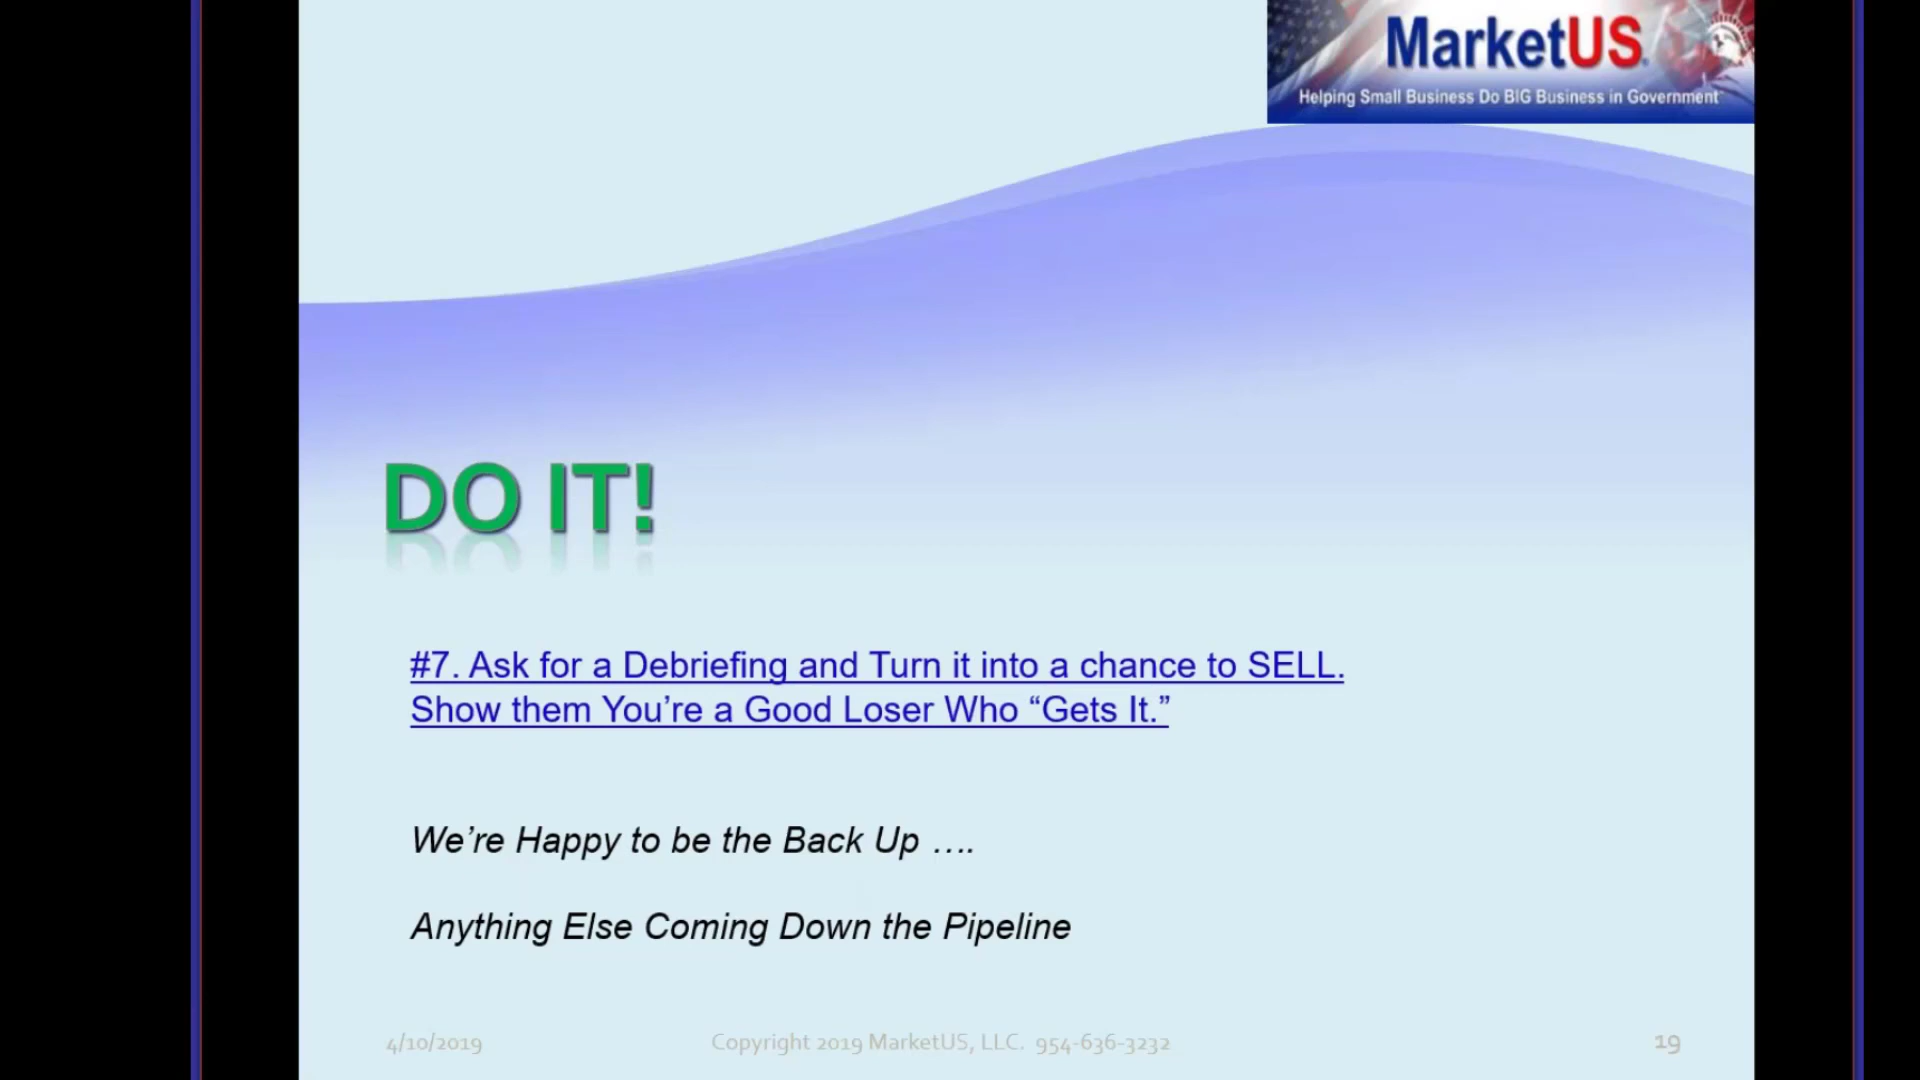 MarketUS
Helping Small Business Do BIG Business in Government
DO IT!
#7. Ask for a Debriefing and Turn it into a chance to SELL.
Show them You’re a Good Loser Who “Gets It.”
We’re Happy to be the Back Up ….
Anything Else Coming Down the Pipeline
4/10/2019 Copyright 2019 MarketUS, LLC. 954-636-3232 19